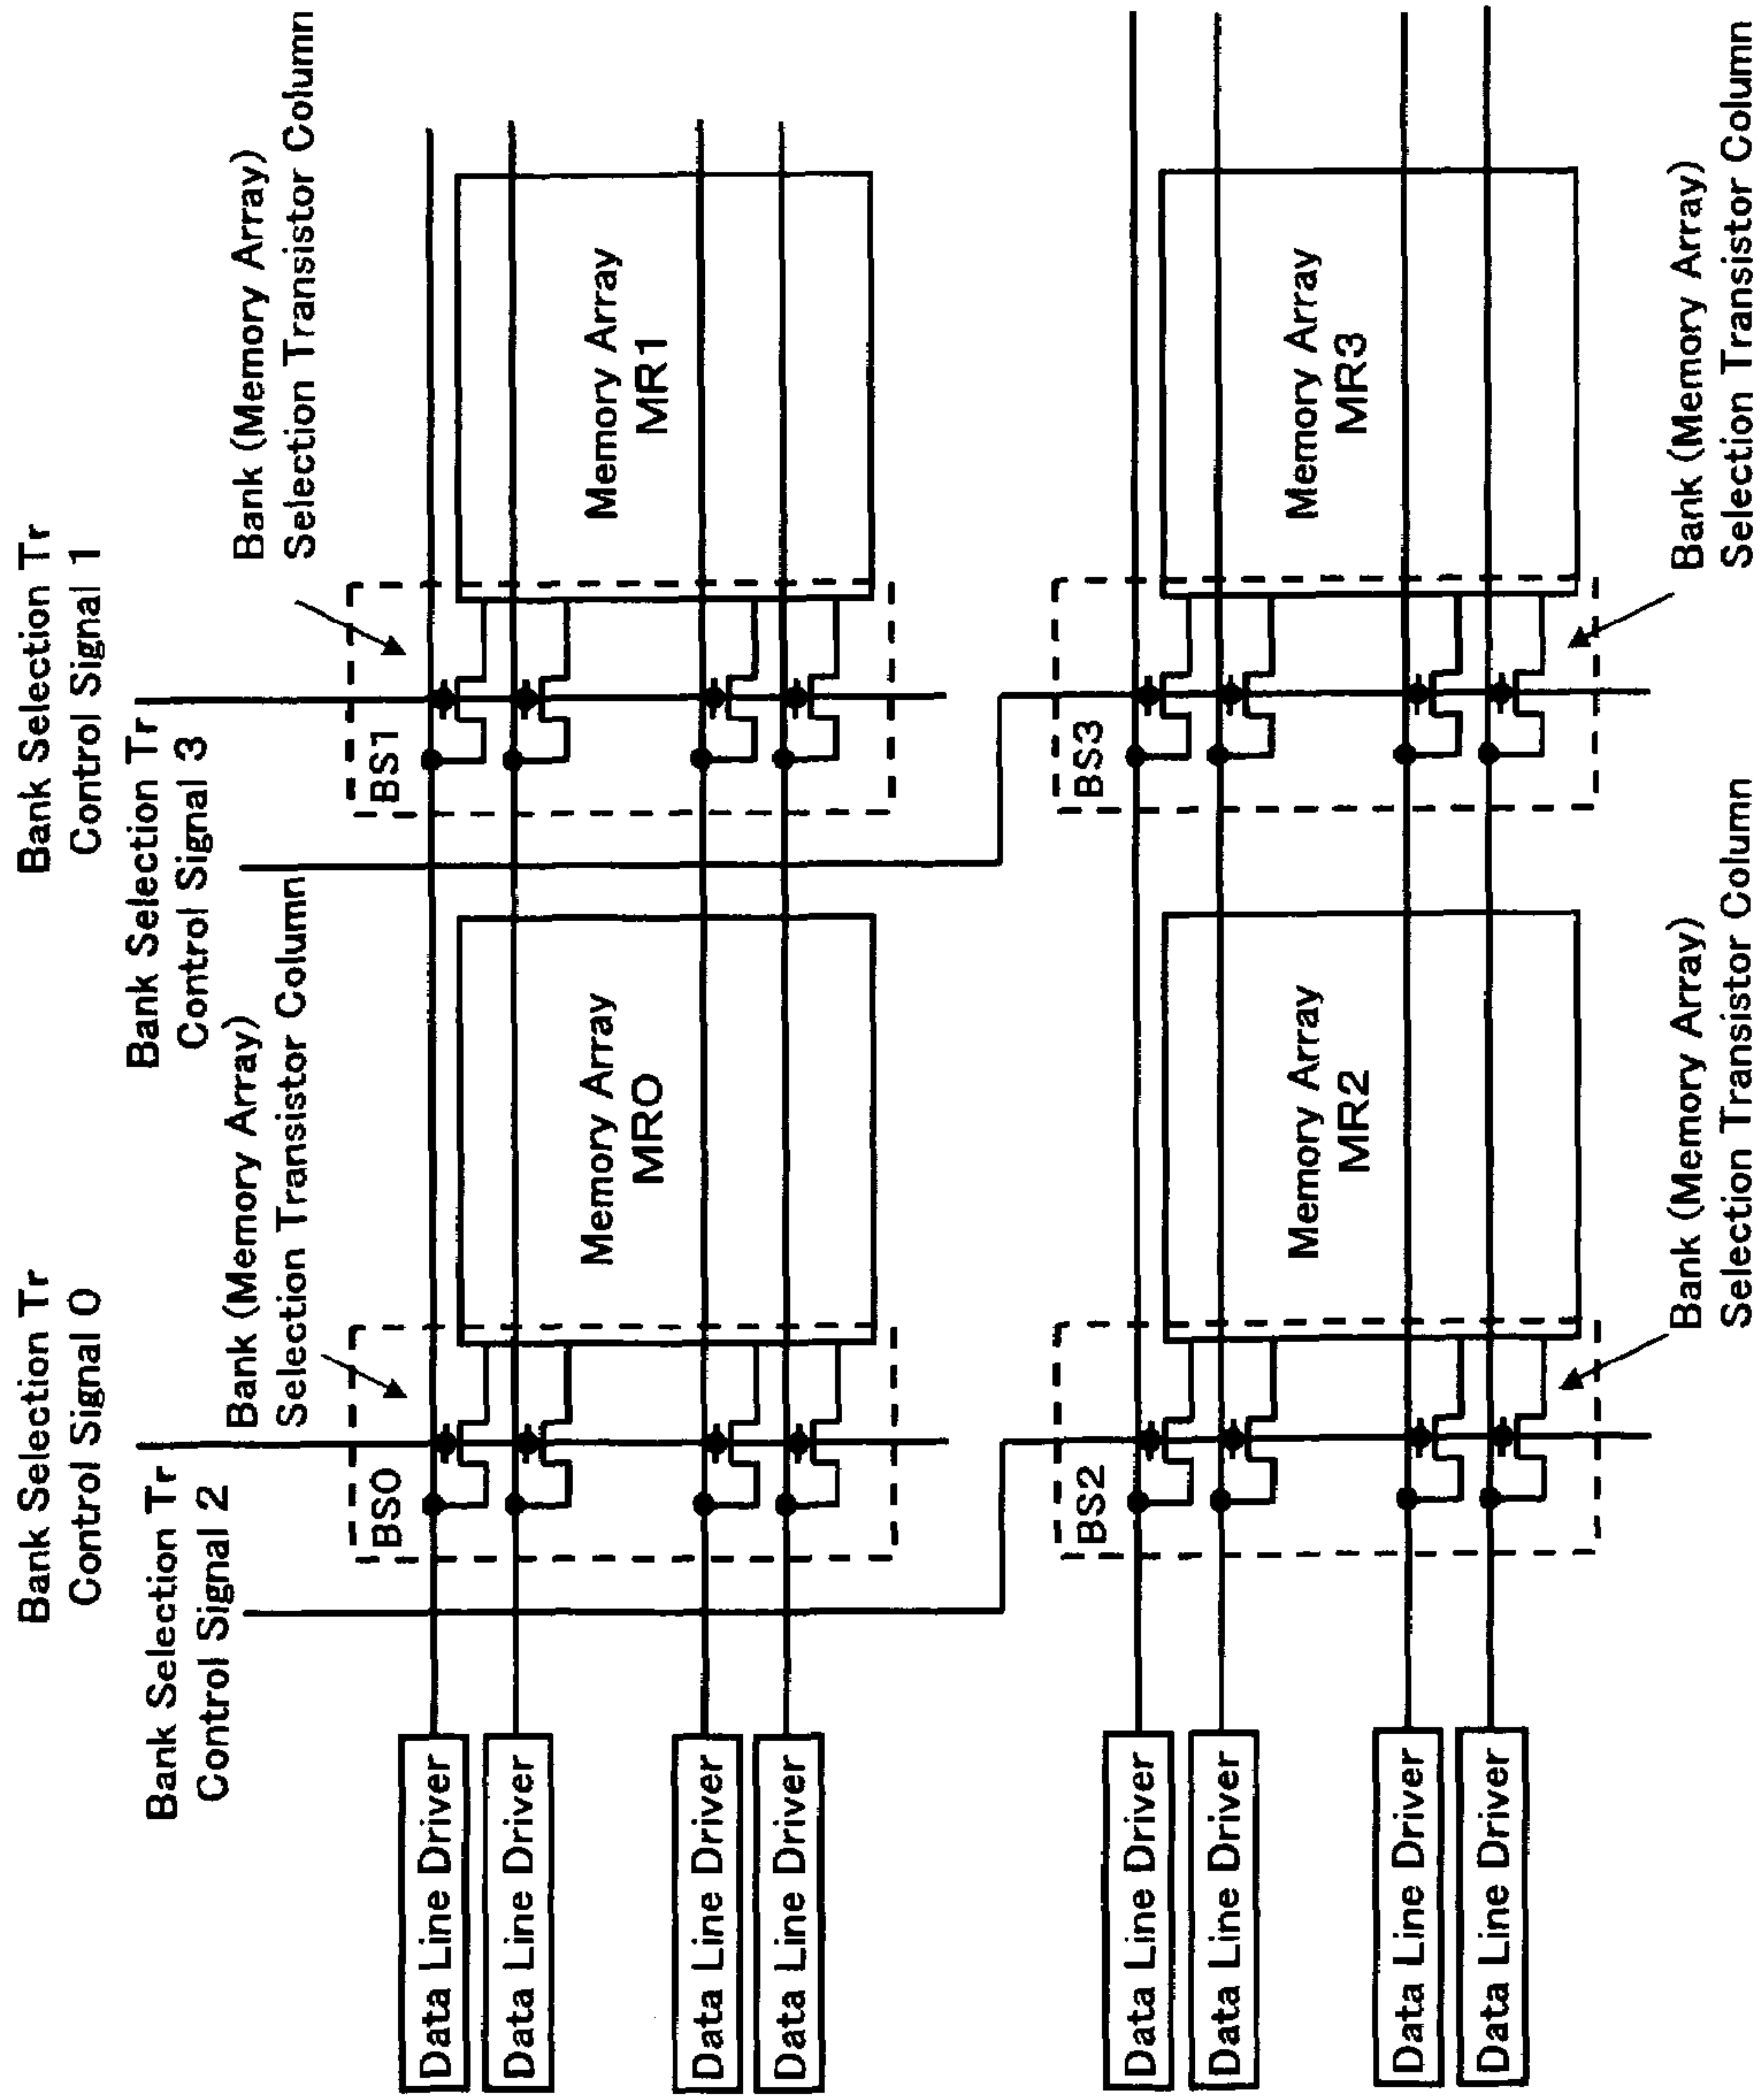 Bank Selection Tr
Control Signal 0
Bank Selection Tr
Control Signal 1
Bank Selection Tr
Control Signal 2
Bank Selection Tr
Control Signal 3
Bank (Memory Array)
Selection Transistor Column
Bank (Memory Array)
Selection Transistor Column
BS0
BS1
Data Line Driver
Data Line Driver
Data Line Driver
Data Line Driver
Memory Array
MR0
Memory Array
MR1
BS2
BS3
Data Line Driver
Data Line Driver
Data Line Driver
Data Line Driver
Memory Array
MR2
Memory Array
MR3
Bank (Memory Array)
Selection Transistor Column
Bank (Memory Array)
Selection Transistor Column